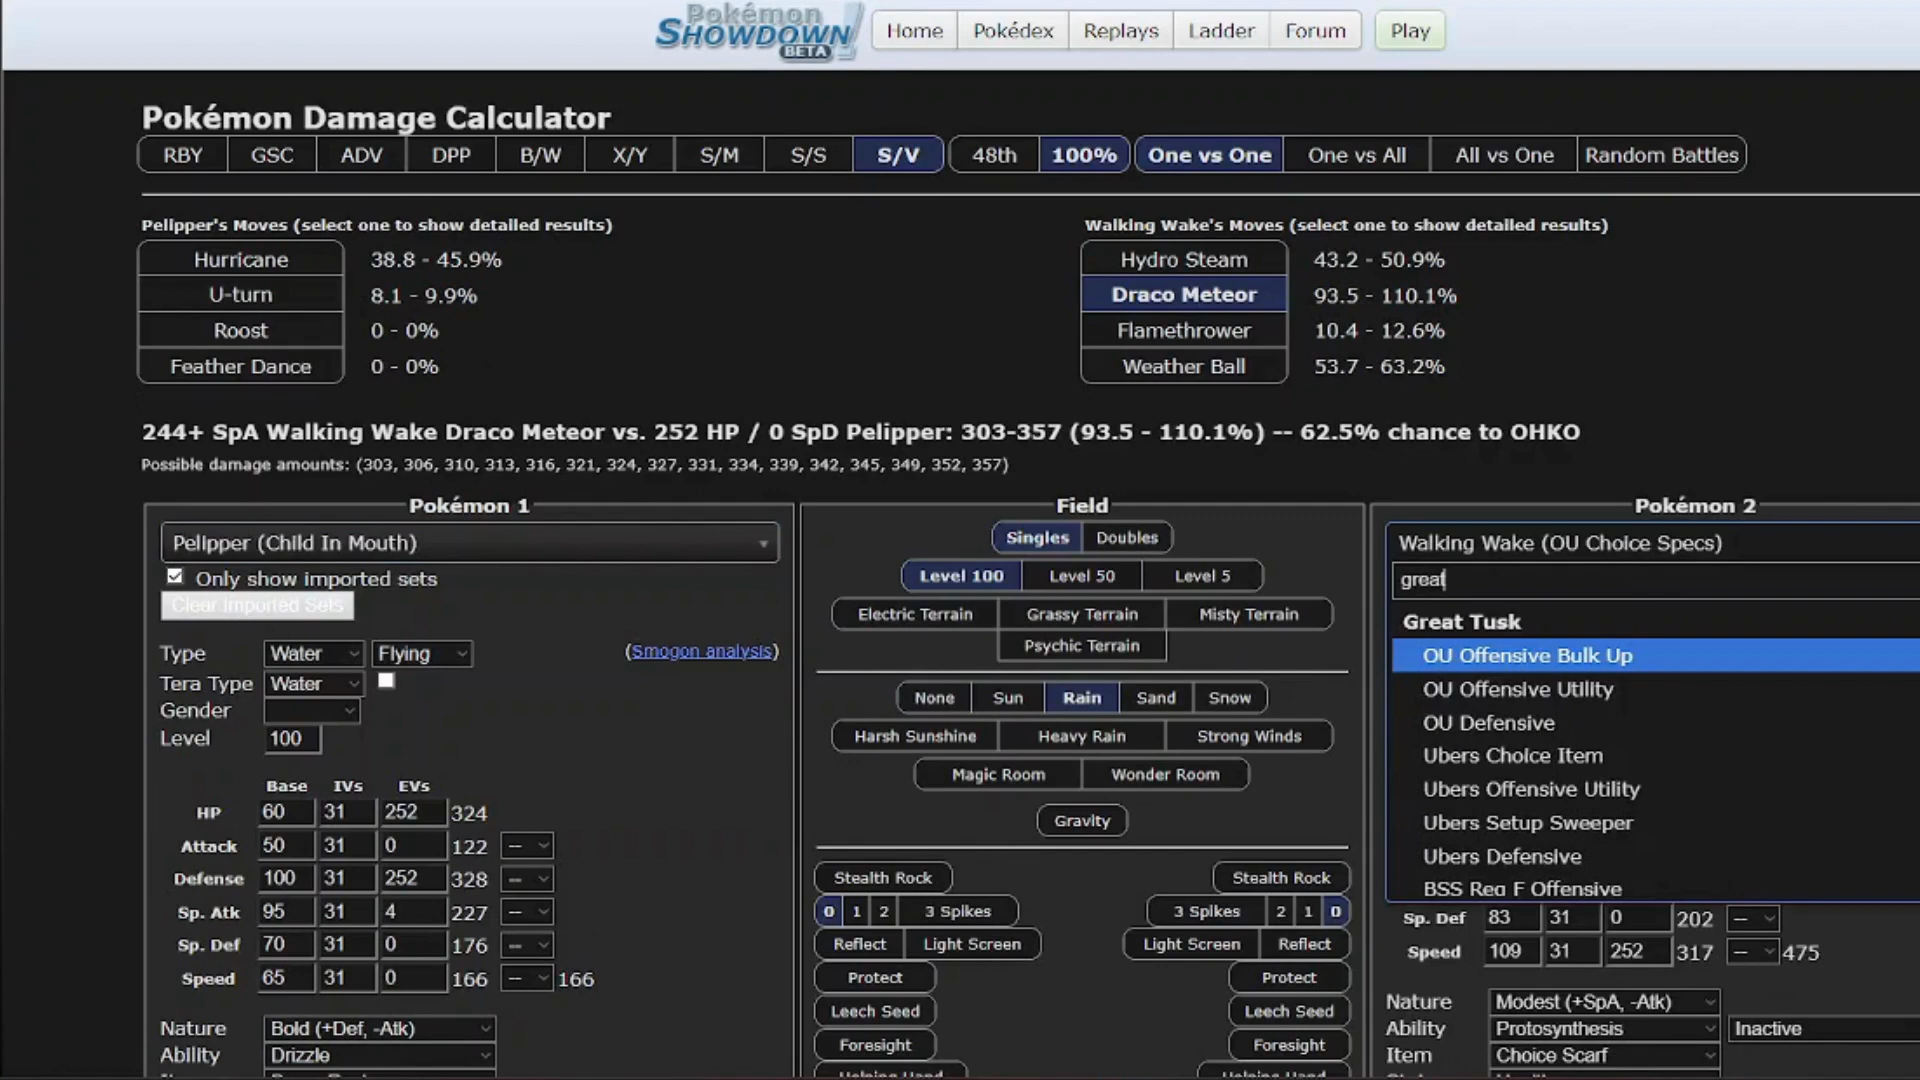 Pokémon
SHOWDOWN
BETA
Home Pokédex Replays Ladder Forum Play
Pokémon Damage Calculator
RBY GSC ADV DPP B/W X/Y S/M S/S S/V 48th 100% One vs One One vs All All vs One Random Battles
Pelipper's Moves (select one to show detailed results) Walking Wake's Moves (select one to show detailed results)
Hurricane 38.8 - 45.9% Hydro Steam 43.2 - 50.9%
U-turn 8.1 - 9.9% Draco Meteor 93.5 - 110.1%
Roost 0 - 0% Flamethrower 10.4 - 12.6%
Feather Dance 0 - 0% Weather Ball 53.7 - 63.2%
244+ SpA Walking Wake Draco Meteor vs. 252 HP / 0 SpD Pelipper: 303-357 (93.5 - 110.1%) -- 62.5% chance to OHKO
Possible damage amounts: (303, 306, 310, 313, 316, 321, 324, 327, 331, 334, 339, 342, 345, 349, 352, 357)
Pokémon 1 Field Pokémon 2
Pelipper (Child In Mouth) Singles Doubles Walking Wake (OU Choice Specs)
Only show imported sets Level 100 Level 50 Level 5 great
Clear Imported Sets Electric Terrain Grassy Terrain Misty Terrain Great Tusk
Type Water Flying (Smogon analysis) Psychic Terrain OU Offensive Bulk Up
Tera Type Water None Sun Rain Sand Snow OU Offensive Utility
Gender OU Defensive
Level 100 Harsh Sunshine Heavy Rain Strong Winds Ubers Choice Item
Base IVs EVs Magic Room Wonder Room Ubers Offensive Utility
HP 60 31 252 324 Gravity Ubers Setup Sweeper
Attack 50 31 0 122 -- Ubers Defensive
Defense 100 31 252 328 -- Stealth Rock Stealth Rock BSS Reg F Offensive
Sp. Atk 95 31 4 227 -- 0 1 2 3 Spikes 3 Spikes 2 1 0 Sp. Def 83 31 0 202 --
Sp. Def 70 31 0 176 -- Reflect Light Screen Light Screen Reflect Speed 109 31 252 317 -- 475
Speed 65 31 0 166 -- 166 Protect Protect
Nature Bold (+Def, -Atk) Leech Seed Leech Seed Nature Modest (+SpA, -Atk)
Ability Drizzle Foresight Foresight Ability Protosynthesis Inactive
Helping Hand Helping Hand Item Choice Scarf